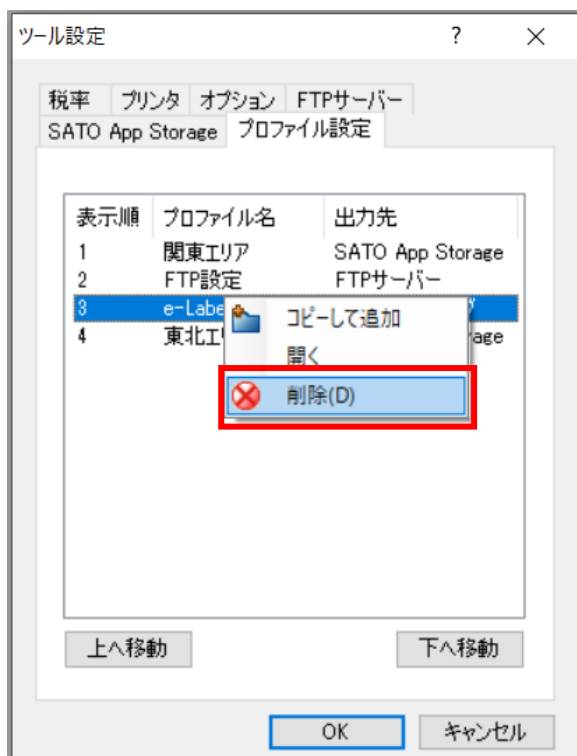 ツール設定 ?
税率 プリンタ オプション FTPサーバー
SATO App Storage プロファイル設定
表示順 プロファイル名 出力先
1 関東エリア SATO App Storage
2 FTP設定 FTPサーバー
3 e-Labe
4 東北エ
コピーして追加
開く
削除(D)
上へ移動 下へ移動
OK キャンセル